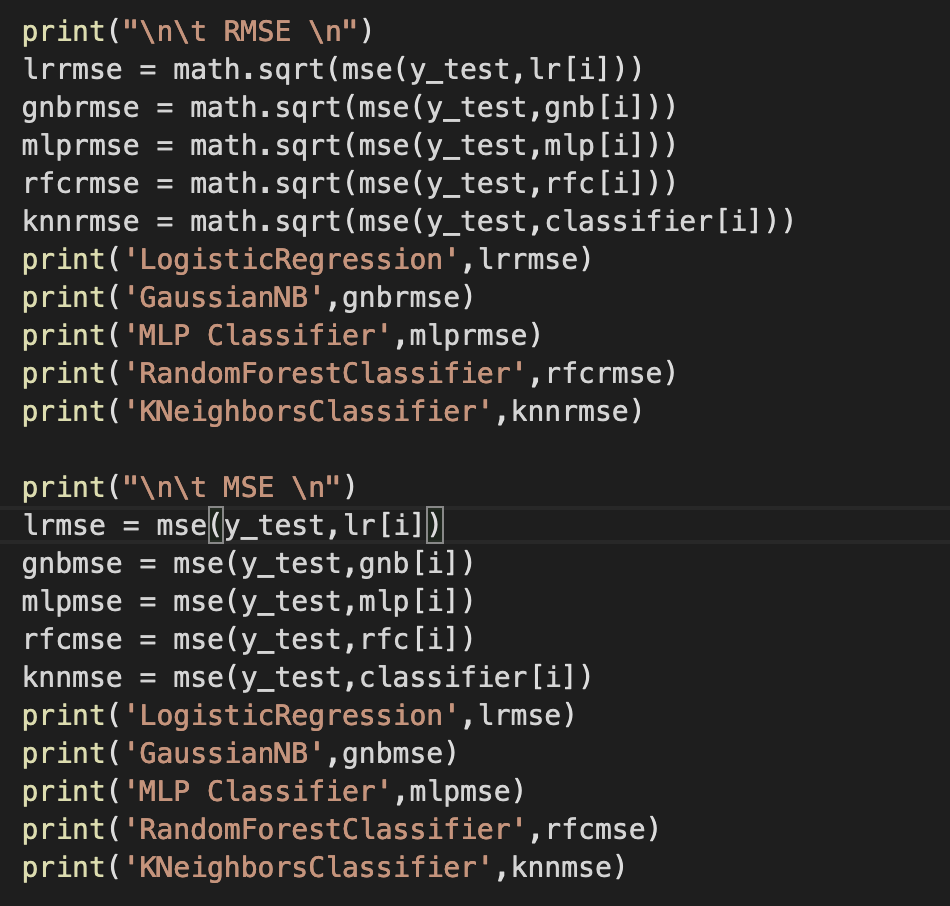 print("\n\t RMSE \n")
lrrmse = math.sqrt(mse(y_test,lr[i]))
gnbrmse = math.sqrt(mse(y_test,gnb[i]))
mlprmse = math.sqrt(mse(y_test,mlp[i]))
rfcrmse = math.sqrt(mse(y_test,rfc[i]))
knnrmse = math.sqrt(mse(y_test,classifier[i]))
print('LogisticRegression',lrrmse)
print('GaussianNB',gnbrmse)
print('MLP Classifier',mlprmse)
print('RandomForestClassifier',rfcrmse)
print('KNeighborsClassifier',knnrmse)
print("\n\t MSE \n")
lrmse = mse(y_test,lr[i])
gnbmse = mse(y_test,gnb[i])
mlpmse = mse(y_test,mlp[i])
rfcmse = mse(y_test,rfc[i])
knnmse = mse(y_test,classifier[i])
print('LogisticRegression',lrmse)
print('GaussianNB',gnbmse)
print('MLP Classifier',mlpmse)
print('RandomForestClassifier',rfcmse)
print('KNeighborsClassifier',knnmse)